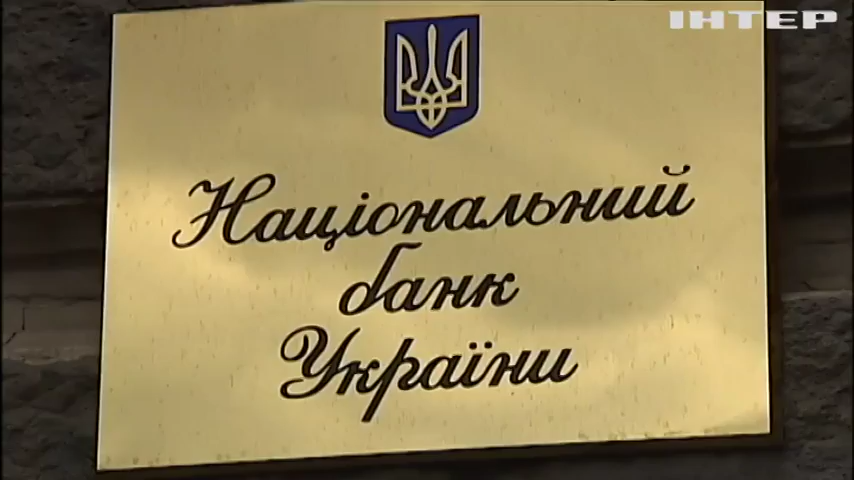 ІНТЕР
Національний
банк
України